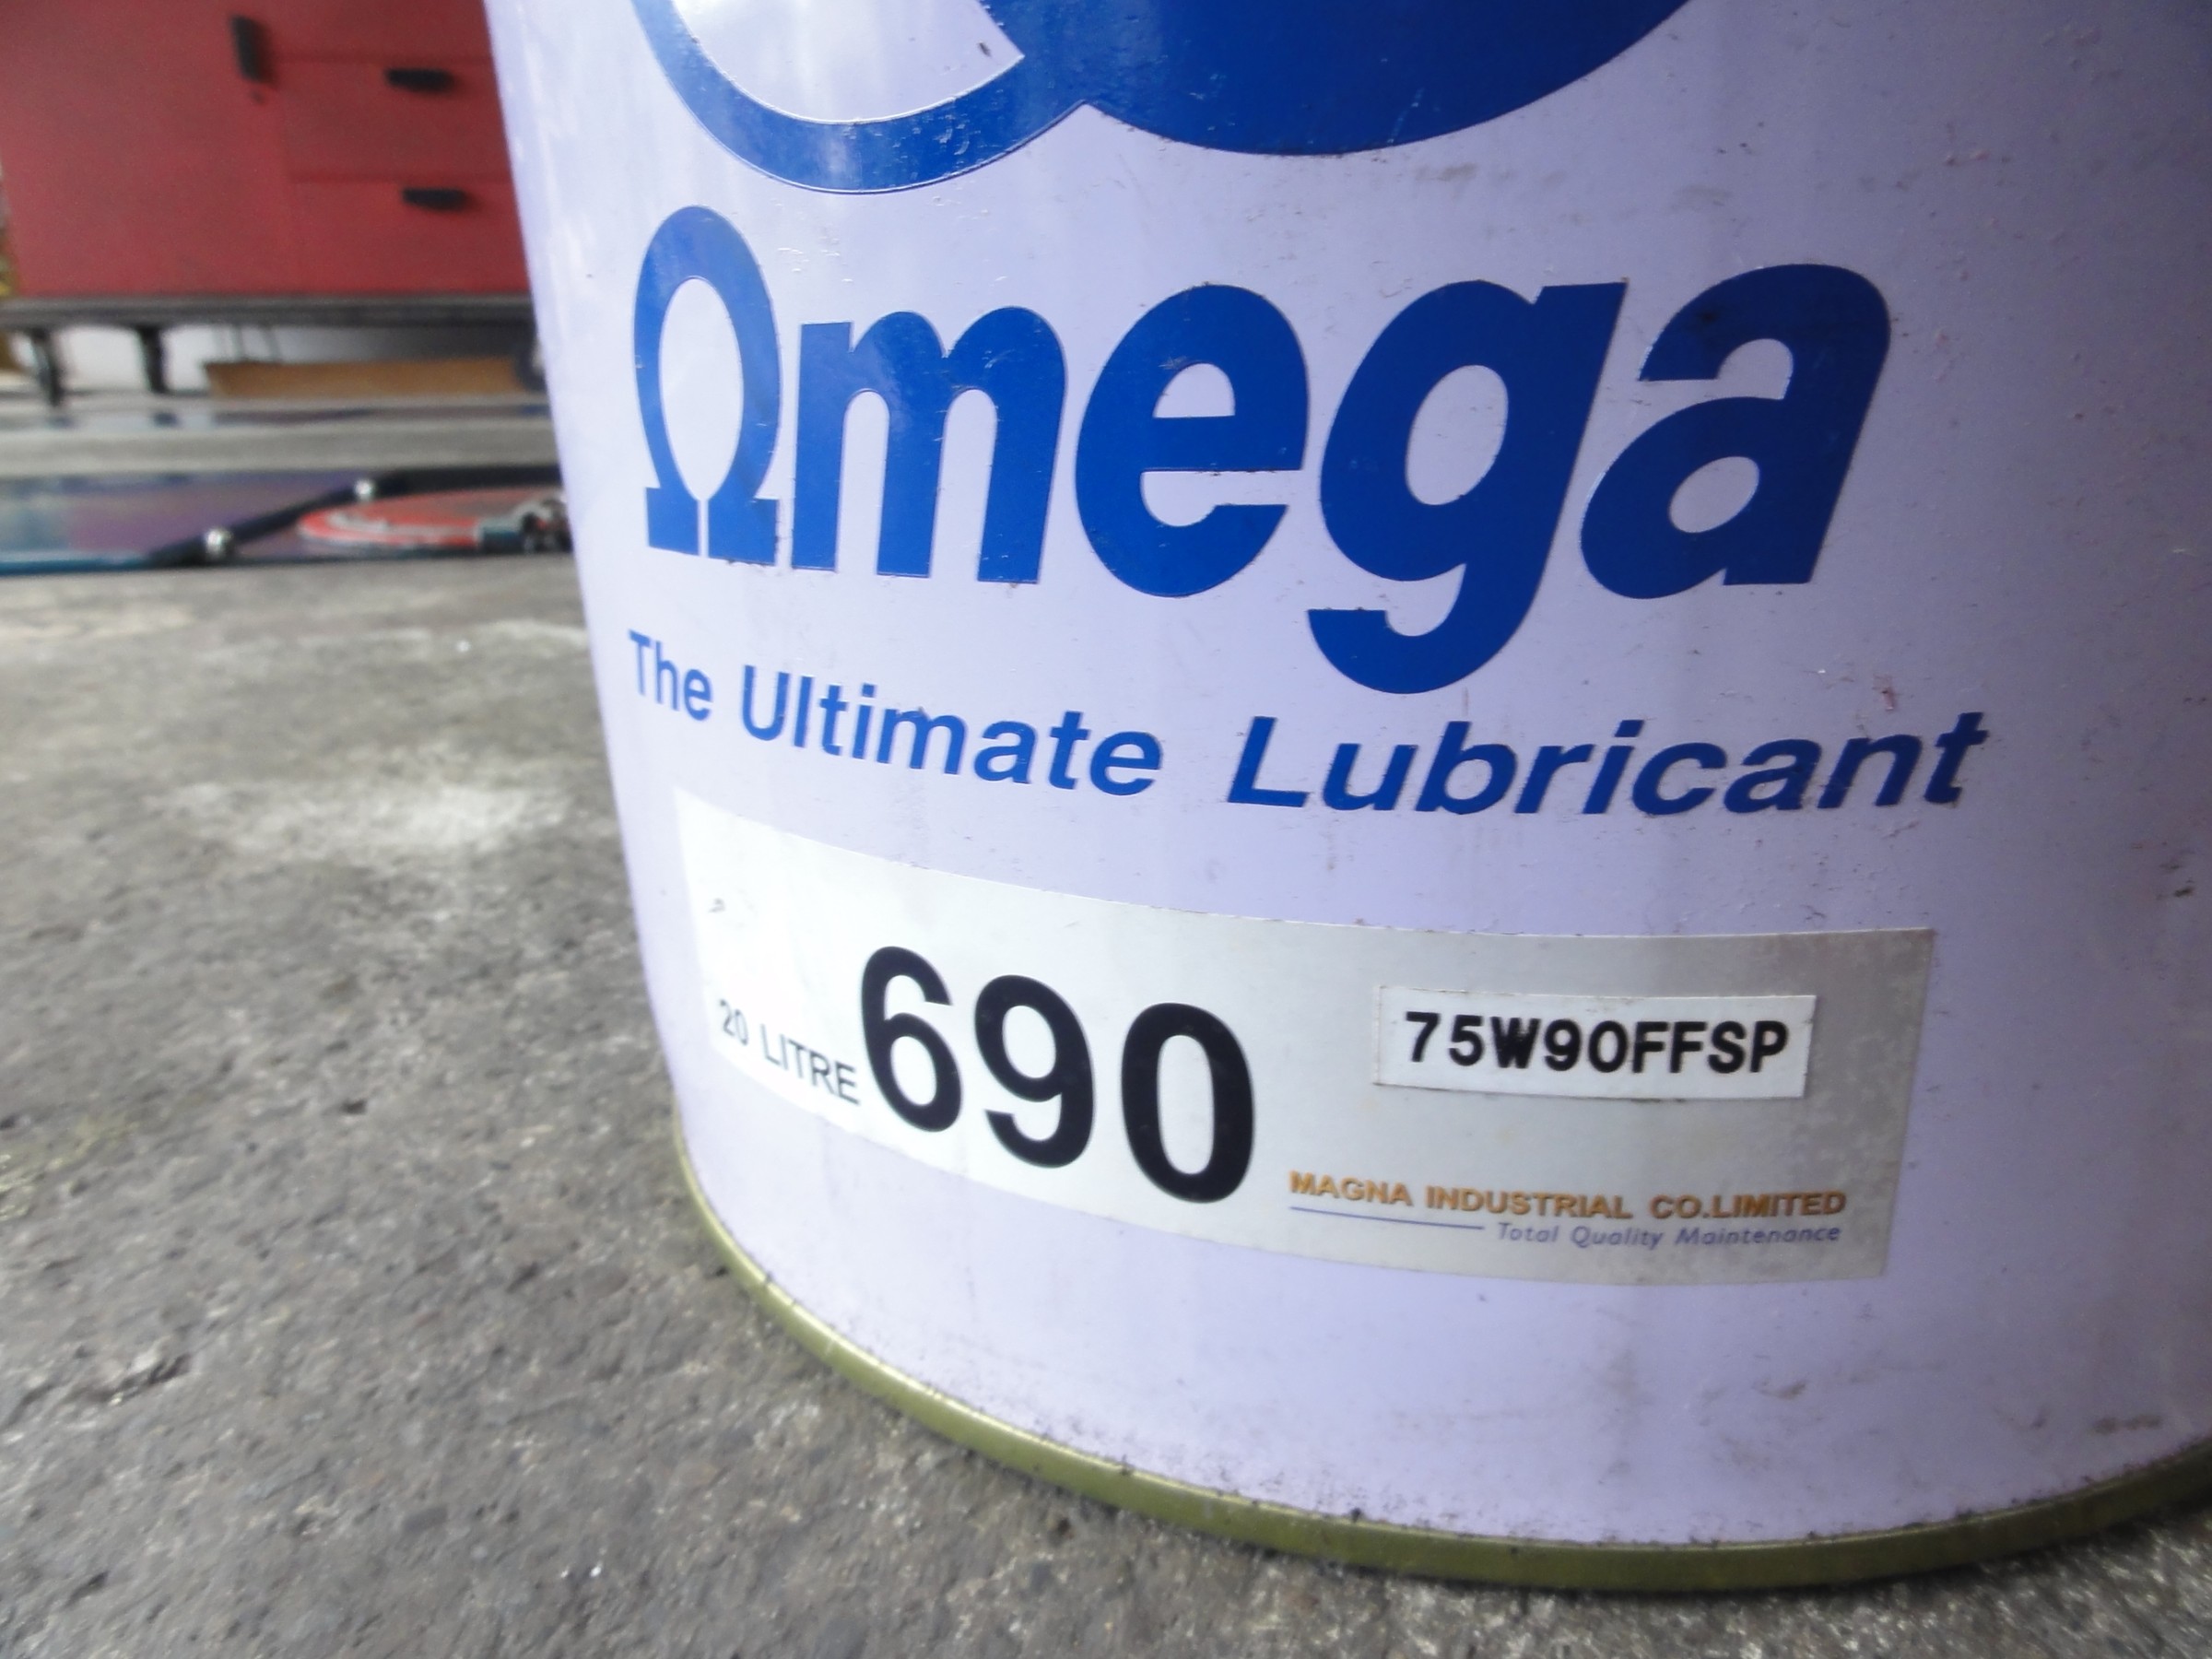 Ωmega
The Ultimate Lubricant
20 LITRE 690 75W90FFSP
MAGNA INDUSTRIAL CO.LIMITED
Total Quality Maintenance